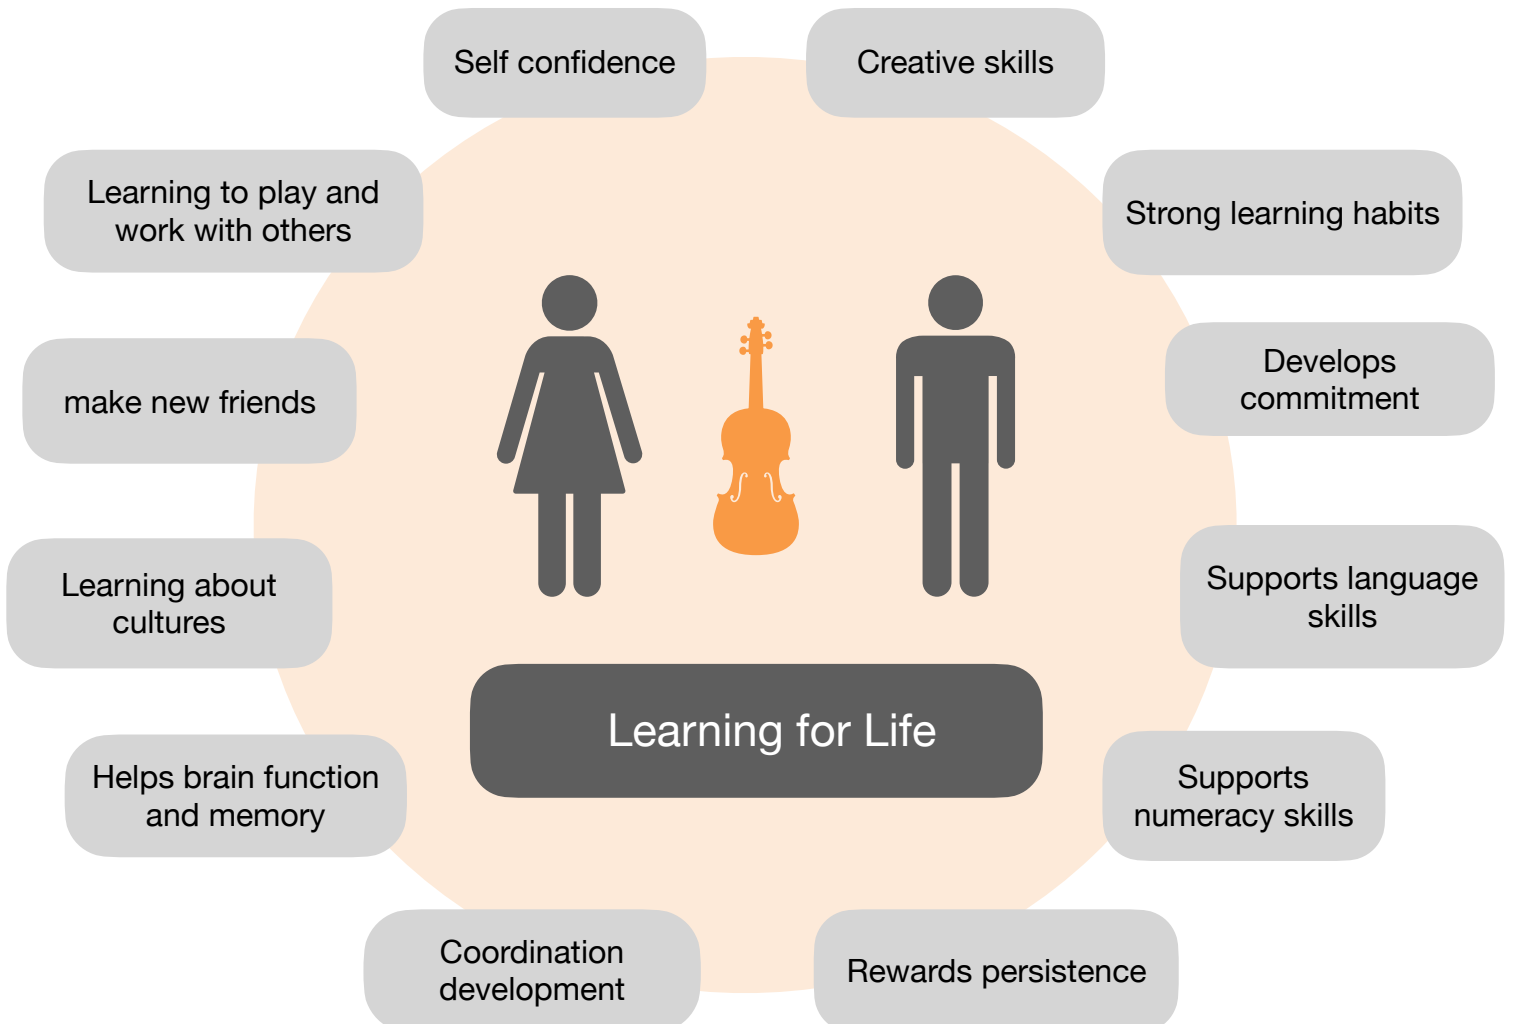 Self confidence
Creative skills
Learning to play and
work with others
Strong learning habits
make new friends
Develops
commitment
Learning about
cultures
Supports language
skills
Learning for Life
Helps brain function
and memory
Supports
numeracy skills
Coordination
development
Rewards persistence